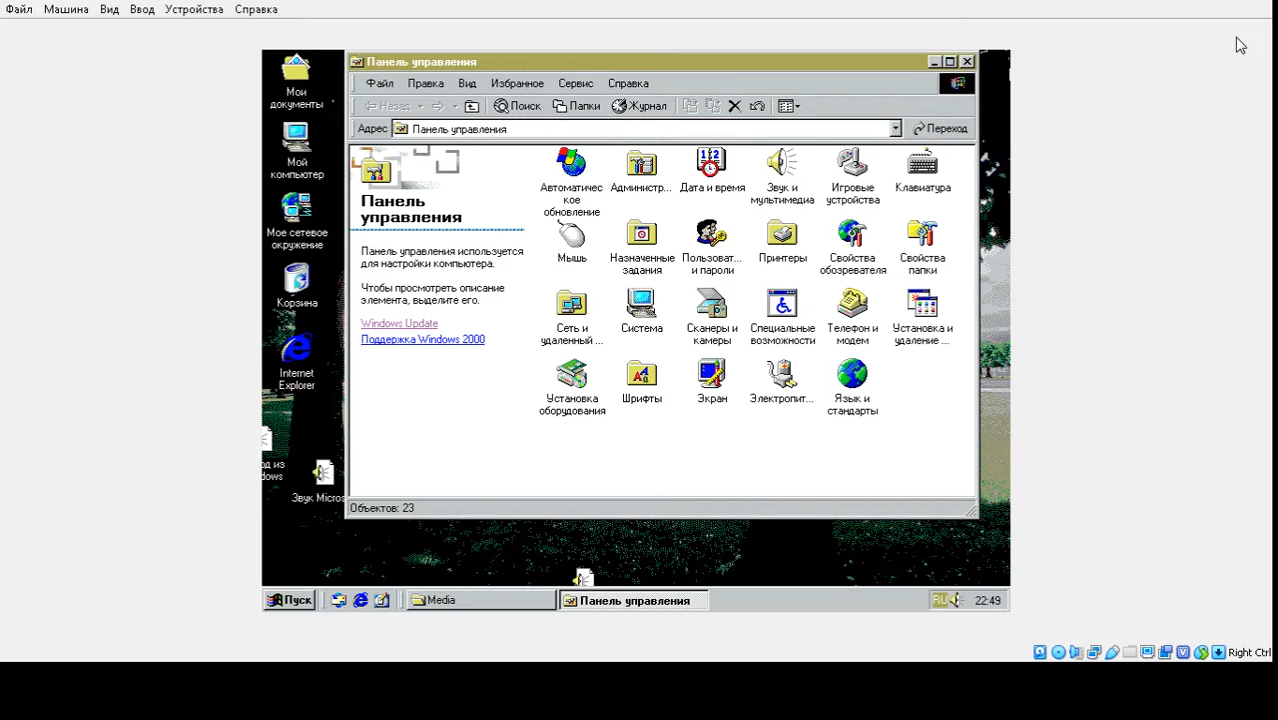 Файл Машина Вид Ввод Устройства Справка
Панель управления
Файл Правка Вид Избранное Сервис Справка
Назад Поиск Папки Журнал
Адрес Панель управления Переход
Мои
документы
Мой
компьютер
Мое сетевое
окружение
Корзина
Internet
Explorer
од из
dows
Звук Micros
Панель
управления
Панель управления используется
для настройки компьютера.
Чтобы просмотреть описание
элемента, выделите его.
Windows Update
Поддержка Windows 2000
Автоматичес
кое
обновление
Администр...
Дата и время
Звук и
мультимедиа
Игровые
устройства
Клавиатура
Мышь
Назначенные
задания
Пользоват...
и пароли
Принтеры
Свойства
обозревателя
Свойства
папки
Сеть и
удаленный ...
Система
Сканеры и
камеры
Специальные
возможности
Телефон и
модем
Установка и
удаление ...
Установка
оборудования
Шрифты
Экран
Электропит...
Язык и
стандарты
Объектов: 23
Пуск Media Панель управления RU 22:49
Right Ctrl